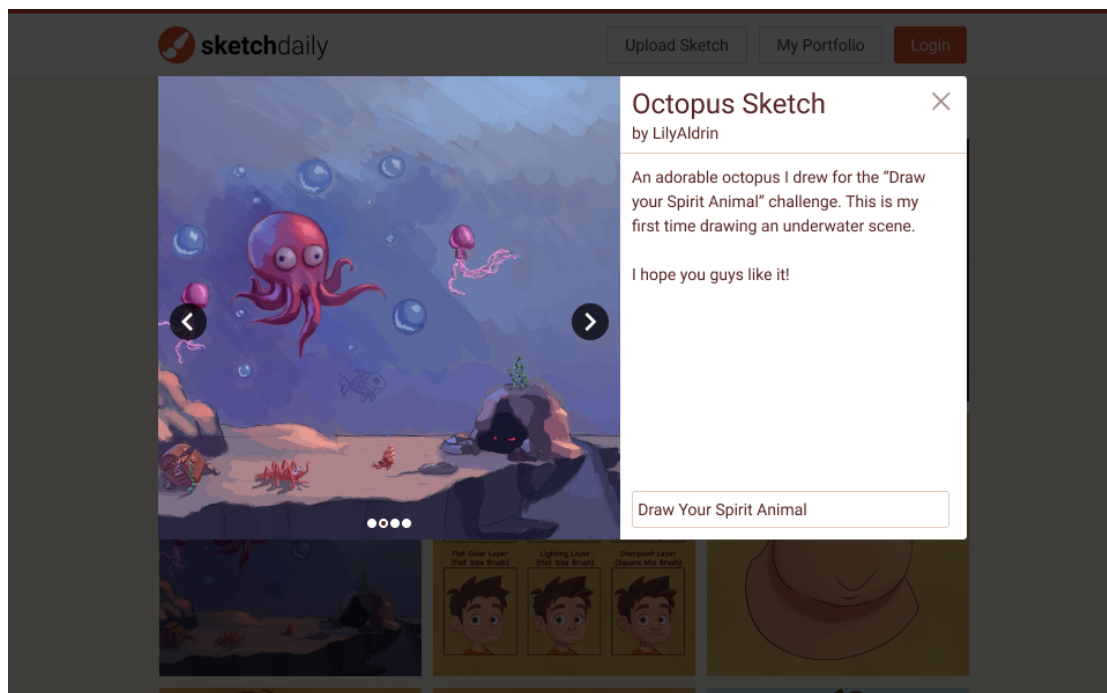 sketchdaily
Upload Sketch
My Portfolio
Login
Octopus Sketch
by LilyAldrin
An adorable octopus I drew for the “Draw
your Spirit Animal” challenge. This is my
first time drawing an underwater scene.
I hope you guys like it!
Draw Your Spirit Animal
Flat Color Layer
(Flat Size Brush)
Lighting Layer
(Flat Size Brush)
Overpaint Layer
(Square Mix Brush)